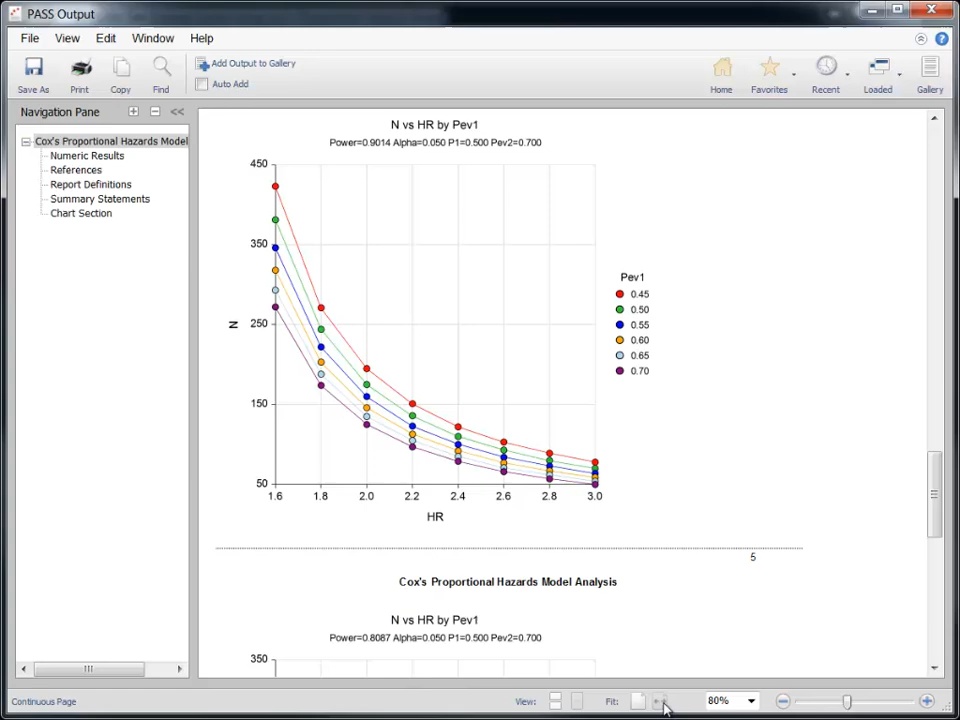 PASS Output
File View Edit Window Help
Save As Print Copy Find
Add Output to Gallery
Auto Add
Home Favorites Recent Loaded Gallery
Navigation Pane
<<
Cox's Proportional Hazards Model
Numeric Results
References
Report Definitions
Summary Statements
Chart Section
N vs HR by Pev1
Power=0.9014 Alpha=0.050 P1=0.500 Pev2=0.700
450
350
250
150
50
N
1.6 1.8 2.0 2.2 2.4 2.6 2.8 3.0
HR
Pev1
0.45
0.50
0.55
0.60
0.65
0.70
5
Cox's Proportional Hazards Model Analysis
N vs HR by Pev1
Power=0.8087 Alpha=0.050 P1=0.500 Pev2=0.700
350
Continuous Page
View:
Fit:
80%